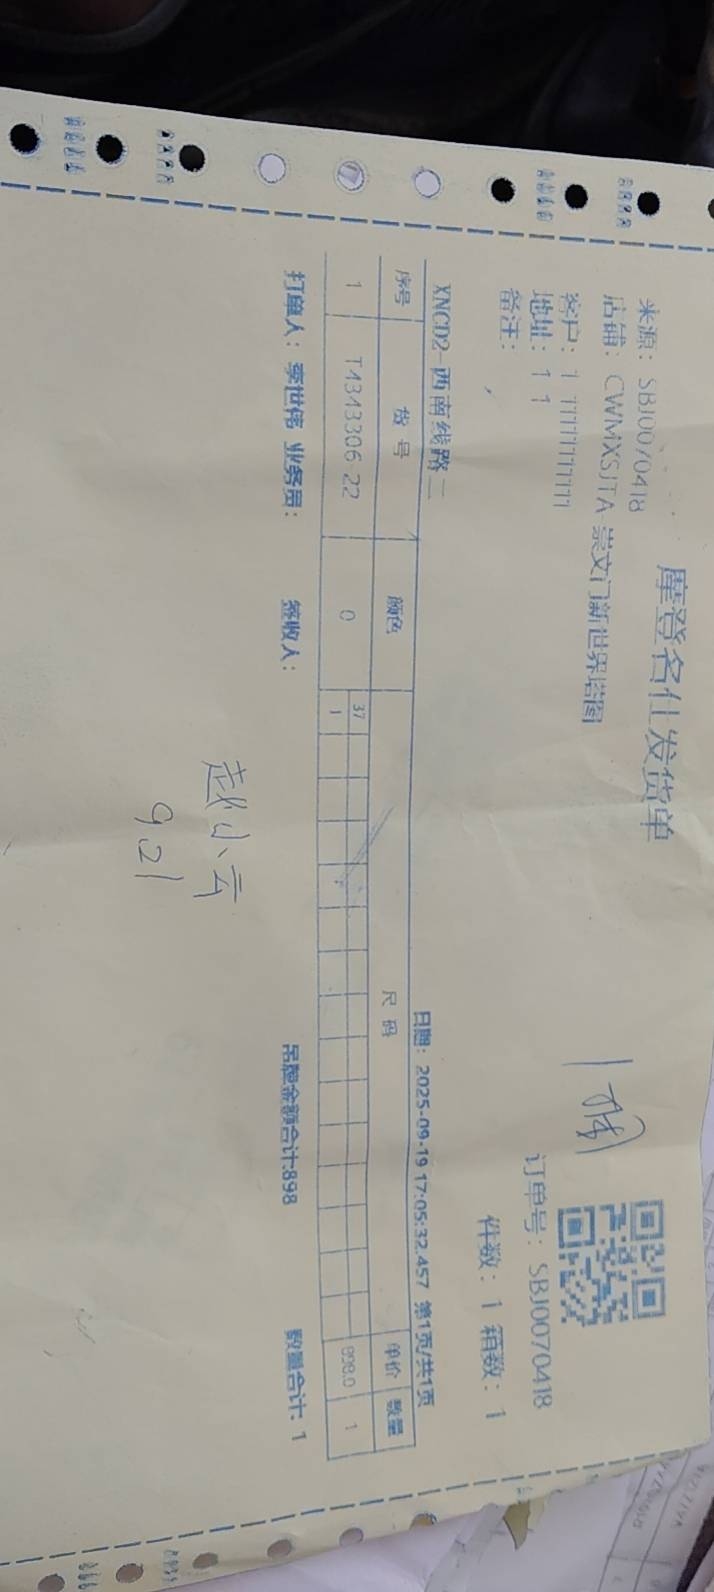 摩登名仕发货单
来源：SBJ0070418
店铺：CWMXSJTA-崇文门新世界塔图
客户：1 11111111111
地址：1 1
备注：
1捆
订单号：SBJ0070418
件数：1 箱数：1
XNCD2-西南线路二
日期：2025-09-19 17:05:32.457 第1页/共1页
序号 货号 颜色 尺码 单价 数量
37
1 T4343306-22 0 1 898.0 1
打单人：李世伟 业务员： 签收人： 吊牌金额合计:898 数量合计: 1
赵小云
9.21